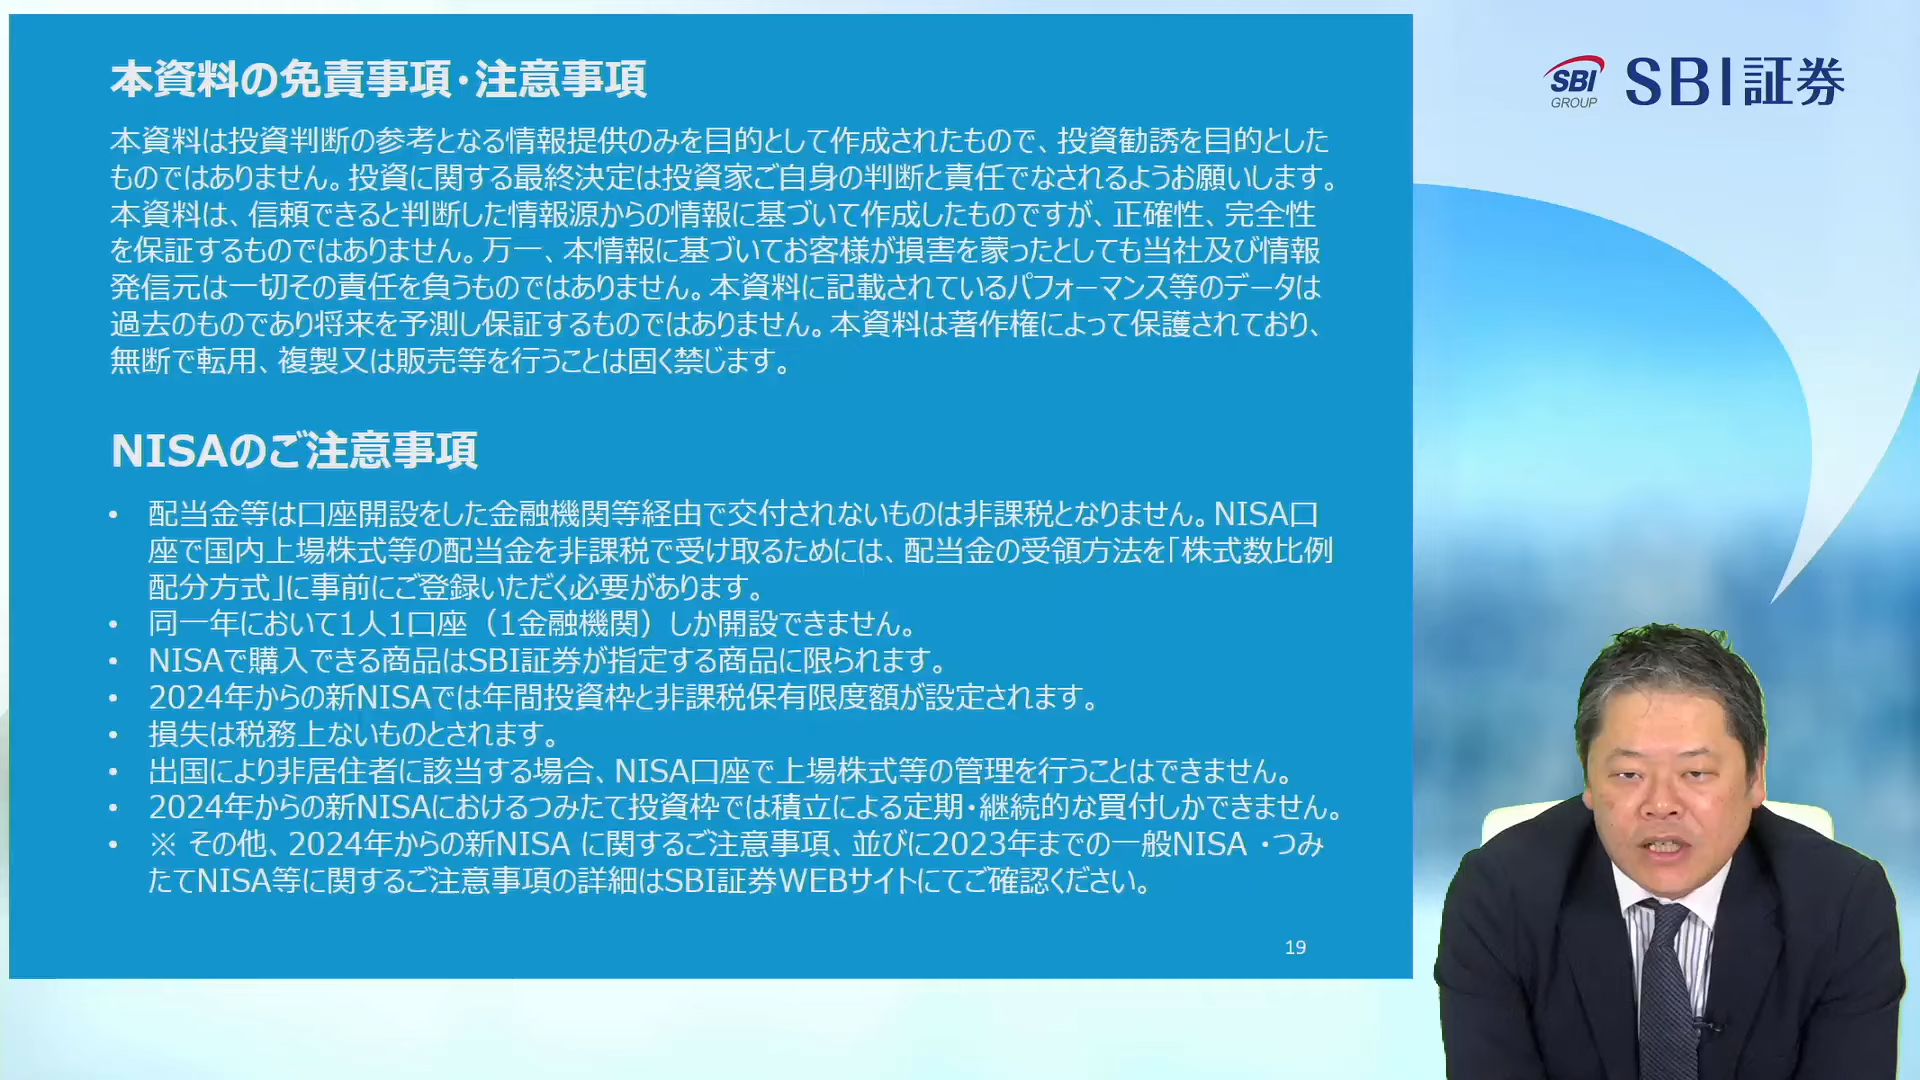 本資料の免責事項・注意事項
本資料は投資判断の参考となる情報提供のみを目的として作成されたもので、投資勧誘を目的とした
ものではありません。投資に関する最終決定は投資家ご自身の判断と責任でなされるようお願いします。
本資料は、信頼できると判断した情報源からの情報に基づいて作成したものですが、正確性、完全性
を保証するものではありません。万一、本情報に基づいてお客様が損害を蒙ったとしても当社及び情報
発信元は一切その責任を負うものではありません。本資料に記載されているパフォーマンス等のデータは
過去のものであり将来を予測し保証するものではありません。本資料は著作権によって保護されており、
無断で転用、複製又は販売等を行うことは固く禁じます。
NISAのご注意事項
• 配当金等は口座開設をした金融機関等経由で交付されないものは非課税となりません。NISA口
座で国内上場株式等の配当金を非課税で受け取るためには、配当金の受領方法を「株式数比例
配分方式」に事前にご登録いただく必要があります。
• 同一年において1人1口座（1金融機関）しか開設できません。
• NISAで購入できる商品はSBI証券が指定する商品に限られます。
• 2024年からの新NISAでは年間投資枠と非課税保有限度額が設定されます。
• 損失は税務上ないものとされます。
• 出国により非居住者に該当する場合、NISA口座で上場株式等の管理を行うことはできません。
• 2024年からの新NISAにおけるつみたて投資枠では積立による定期・継続的な買付しかできません。
• ※ その他、2024年からの新NISA に関するご注意事項、並びに2023年までの一般NISA ・つみ
たてNISA等に関するご注意事項の詳細はSBI証券WEBサイトにてご確認ください。
19
SBI
GROUP
SBI証券